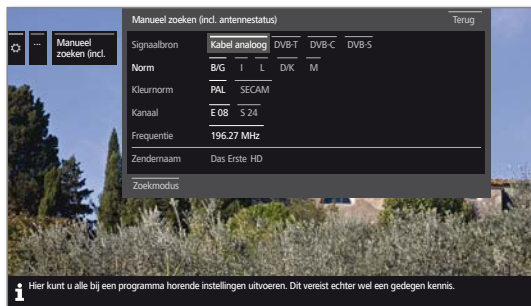 Manueel zoeken (incl. antennestatus) Terug
...
Manueel
zoeken (incl.
Signaalbron Kabel analoog DVB-T DVB-C DVB-S
Norm B/G I L D/K M
Kleurnorm PAL SECAM
Kanaal E 08 S 24
Frequentie 196.27 MHz
Zendernaam Das Erste HD
Zoekmodus
i Hier kunt u alle bij een programma horende instellingen uitvoeren. Dit vereist echter wel een gedegen kennis.